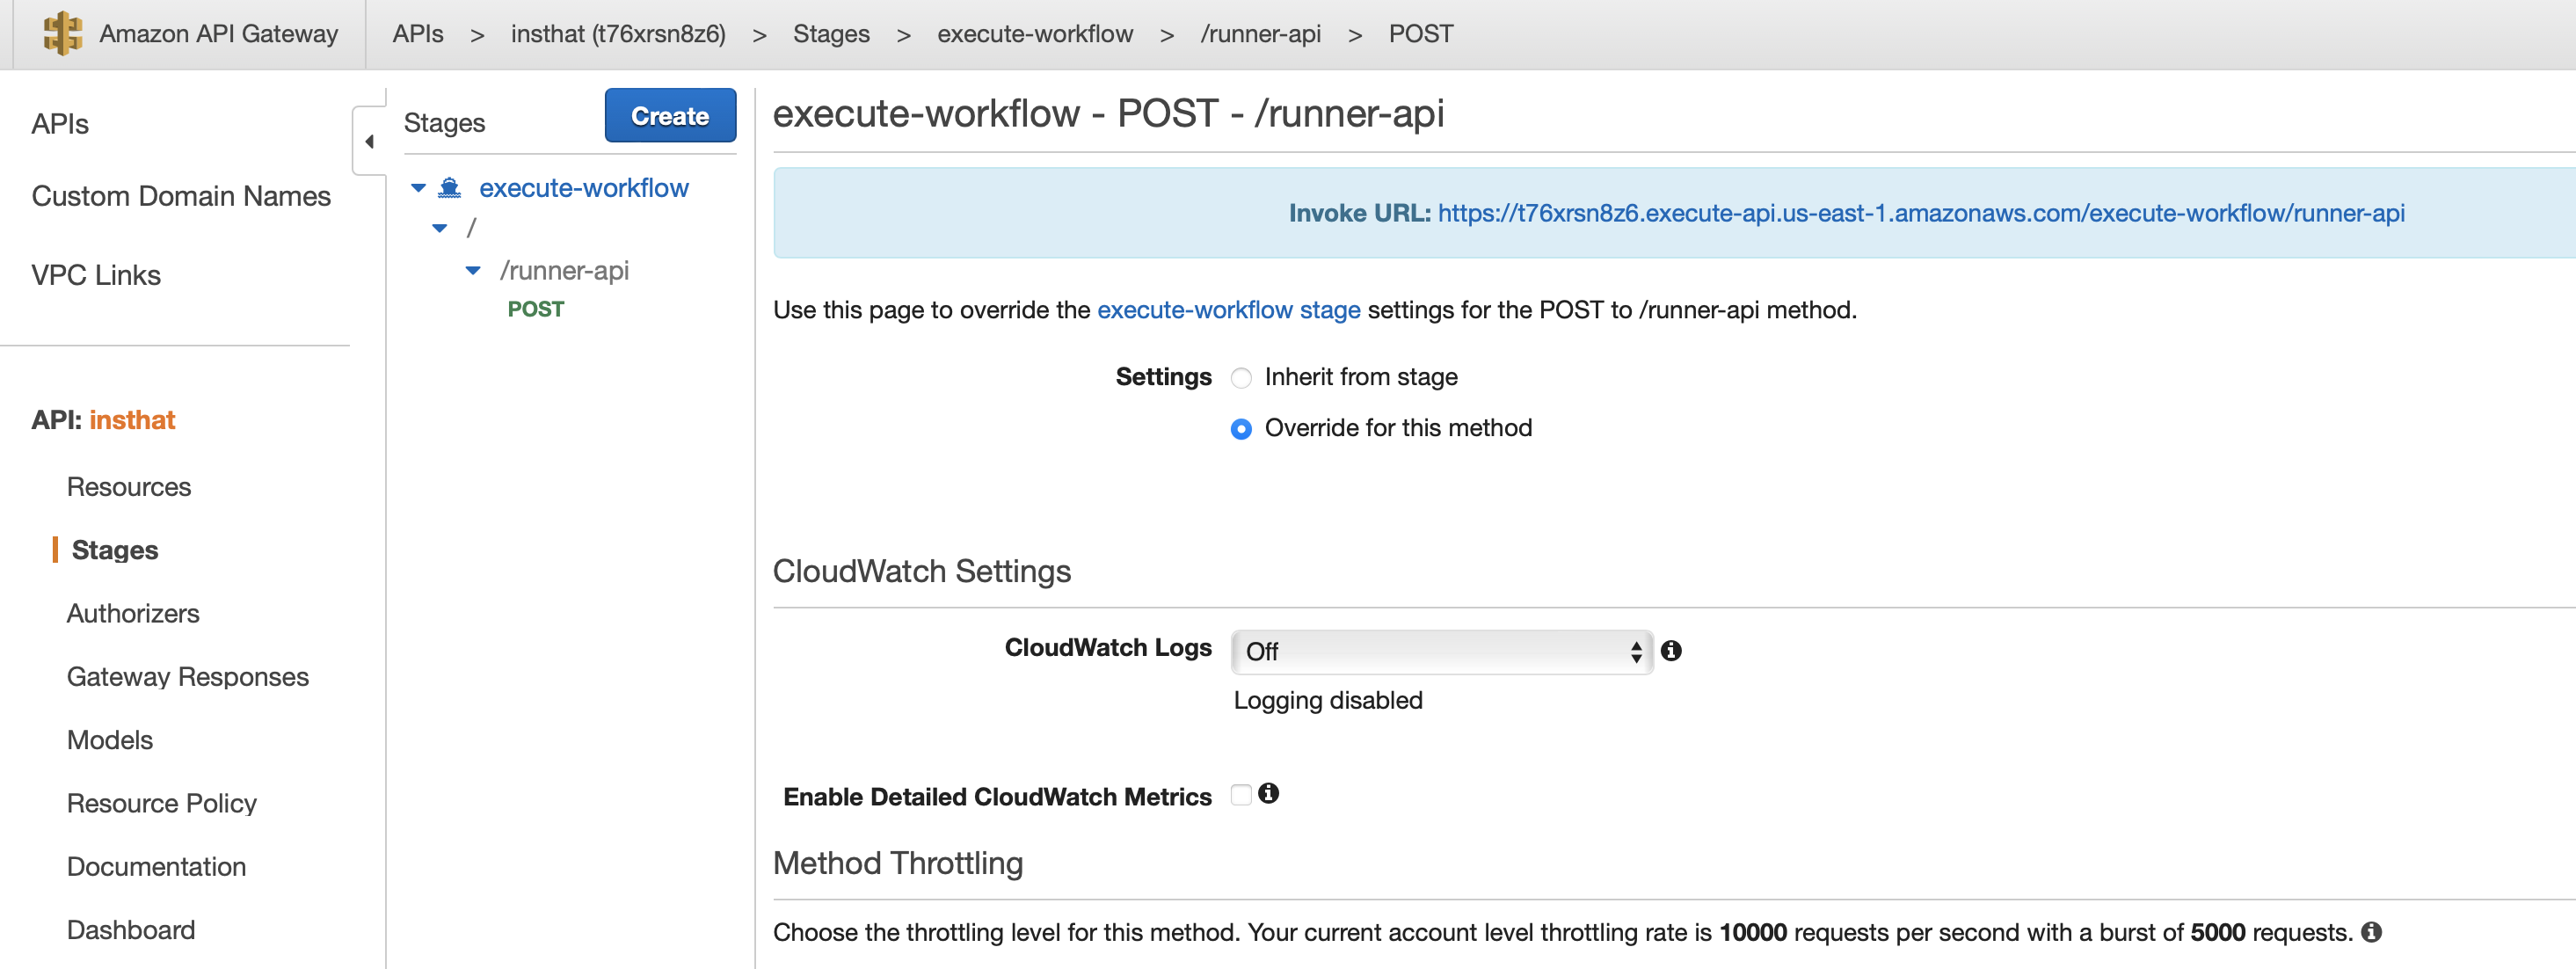 Amazon API Gateway
APIs > insthat (t76xrsn8z6) > Stages > execute-workflow > /runner-api > POST
APIs
Custom Domain Names
VPC Links
API: insthat
Resources
Stages
Authorizers
Gateway Responses
Models
Resource Policy
Documentation
Dashboard
Stages
Create
execute-workflow
/
/runner-api
POST
execute-workflow - POST - /runner-api
Invoke URL: https://t76xrsn8z6.execute-api.us-east-1.amazonaws.com/execute-workflow/runner-api
Use this page to override the execute-workflow stage settings for the POST to /runner-api method.
Settings
Inherit from stage
Override for this method
CloudWatch Settings
CloudWatch Logs
Off
Logging disabled
Enable Detailed CloudWatch Metrics
Method Throttling
Choose the throttling level for this method. Your current account level throttling rate is 10000 requests per second with a burst of 5000 requests.